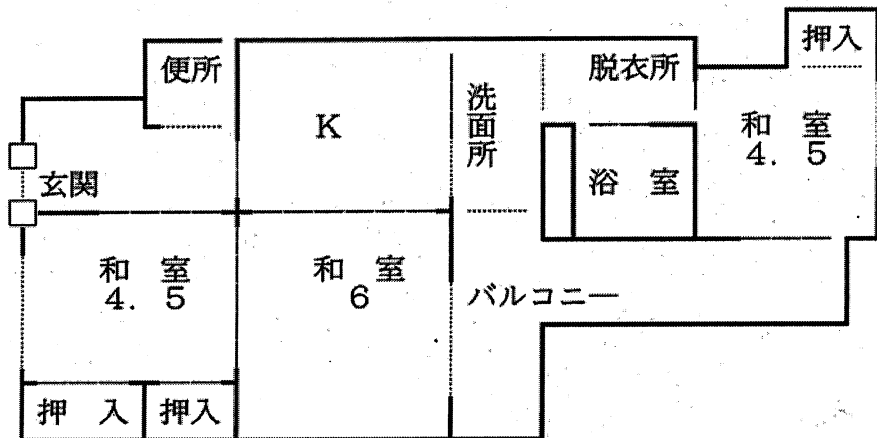 押入
便所
脱衣所
洗面所
K
和 室
4. 5
浴 室
玄関
和 室
4. 5
和 室
6
バルコニー
押 入
押入